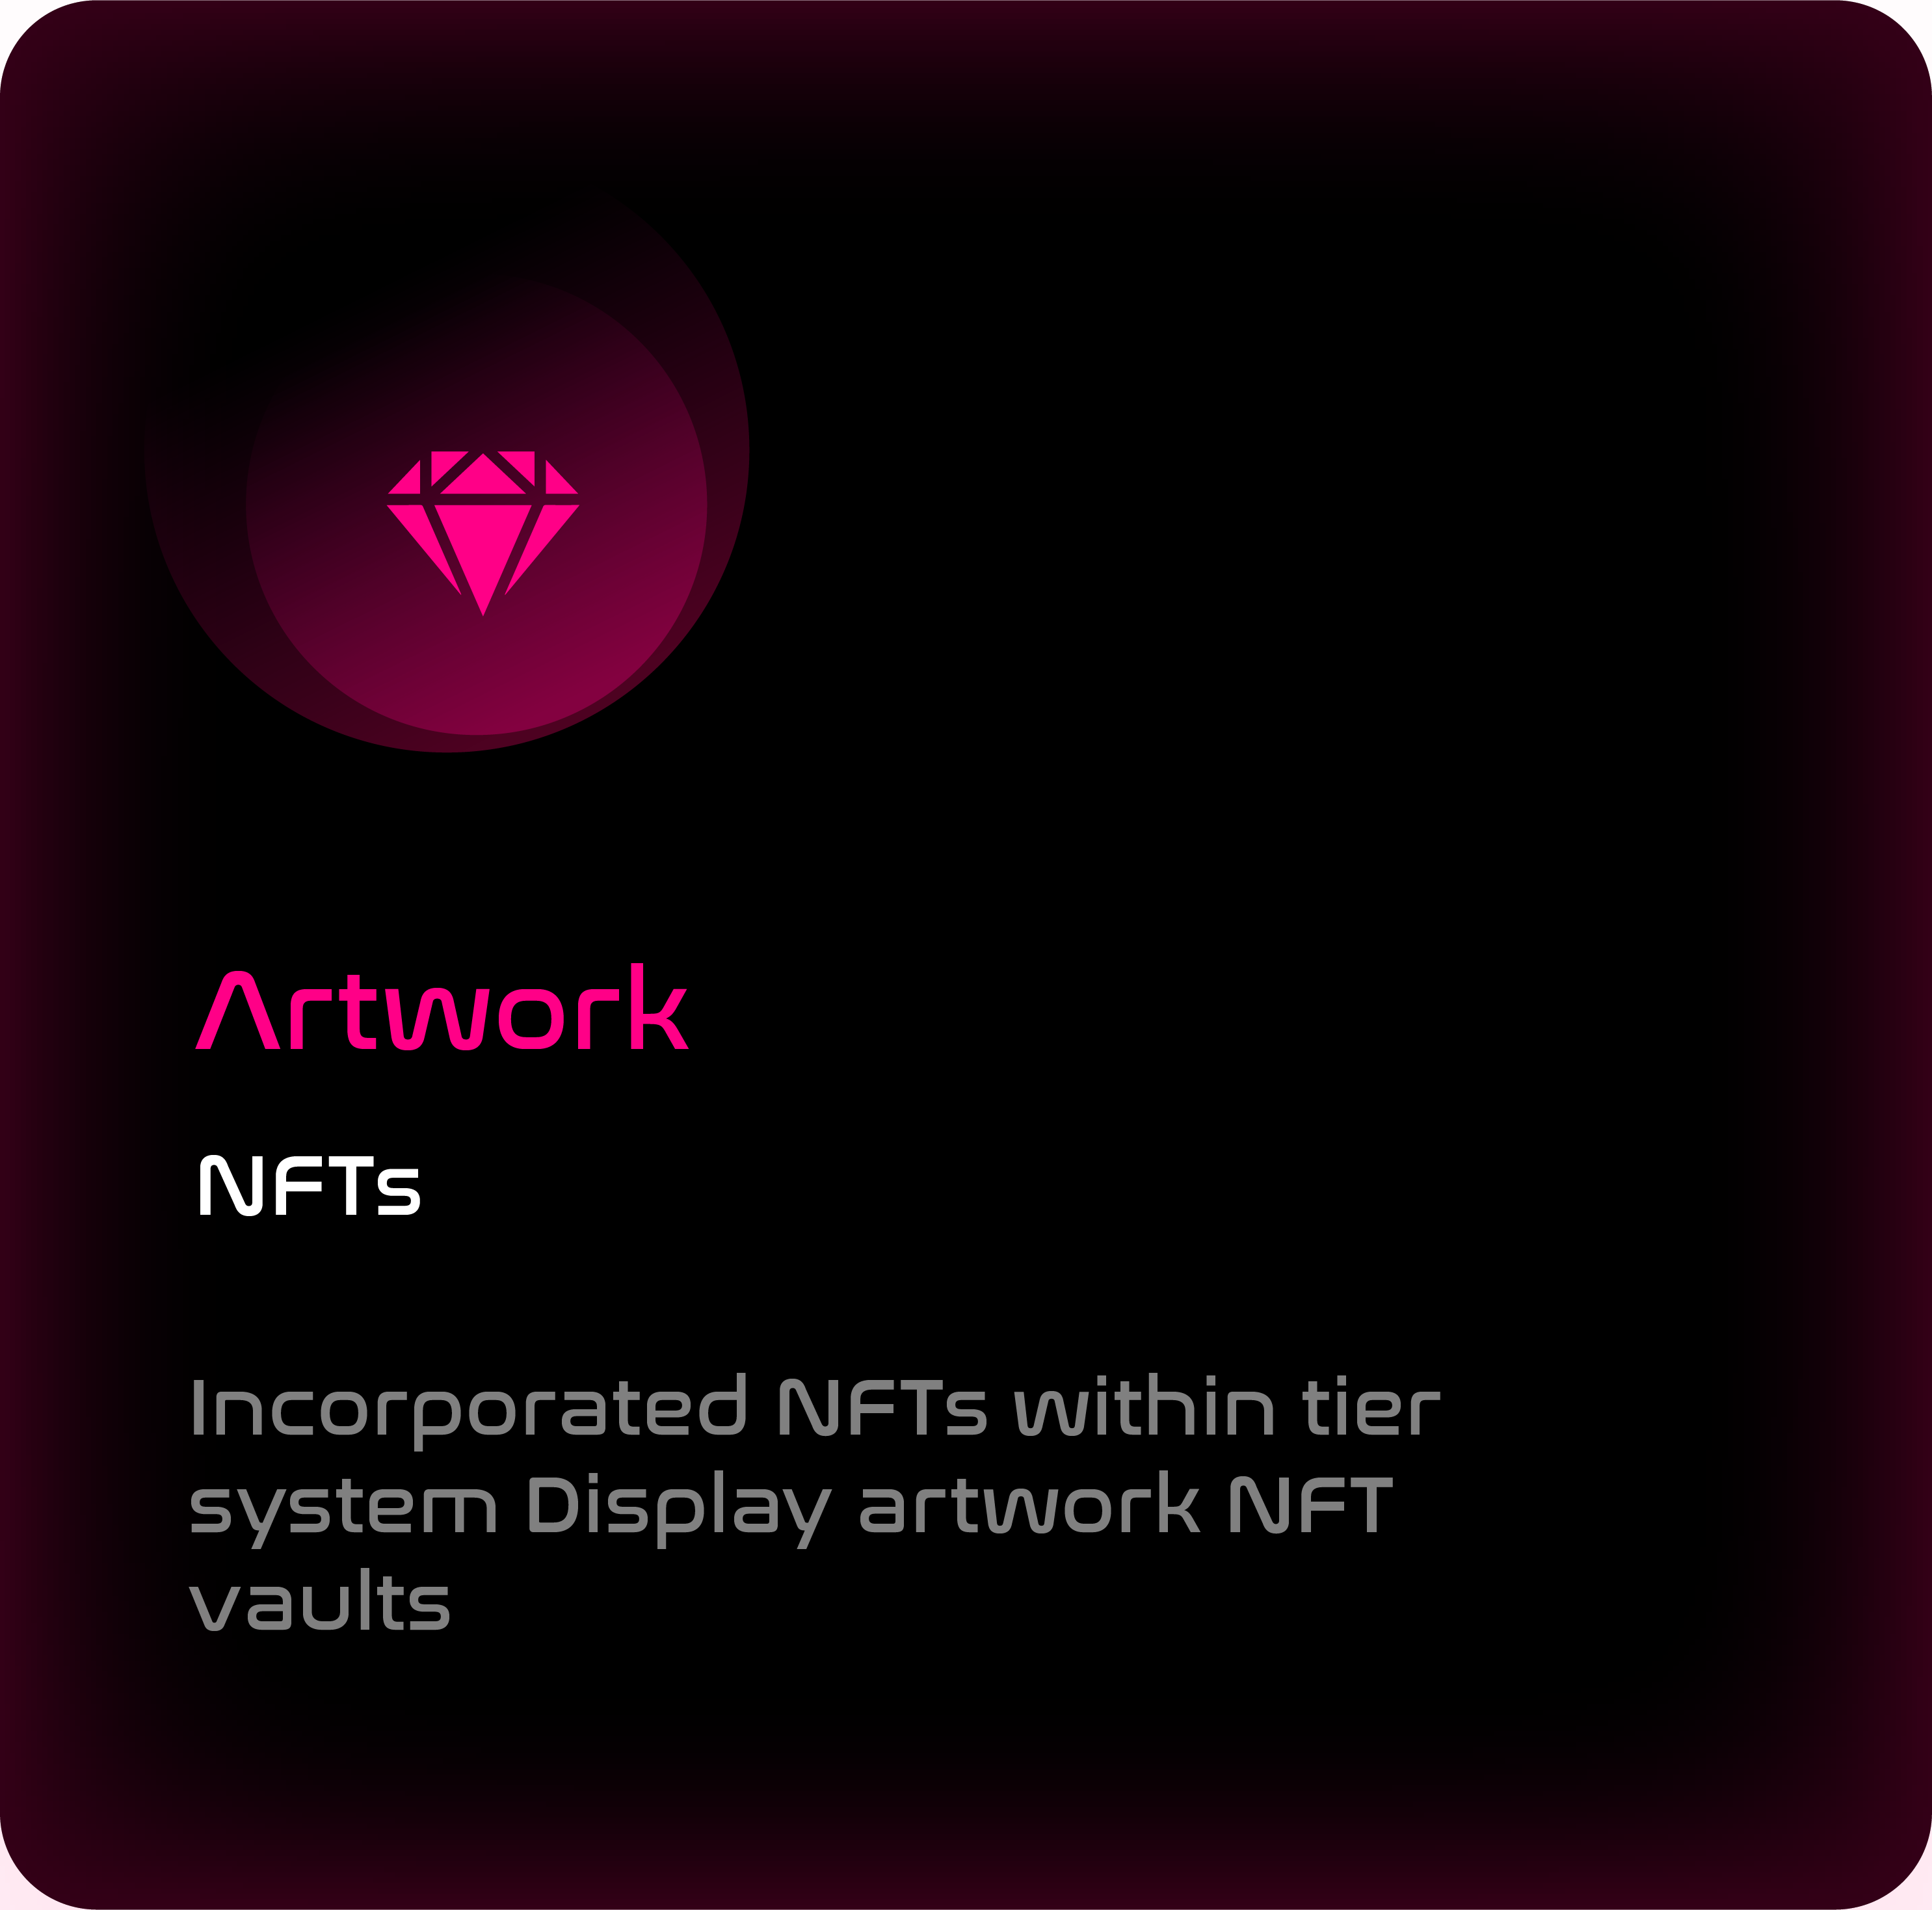 Artwork
NFTs
Incorporated NFTs within tier
system Display artwork NFT
vaults